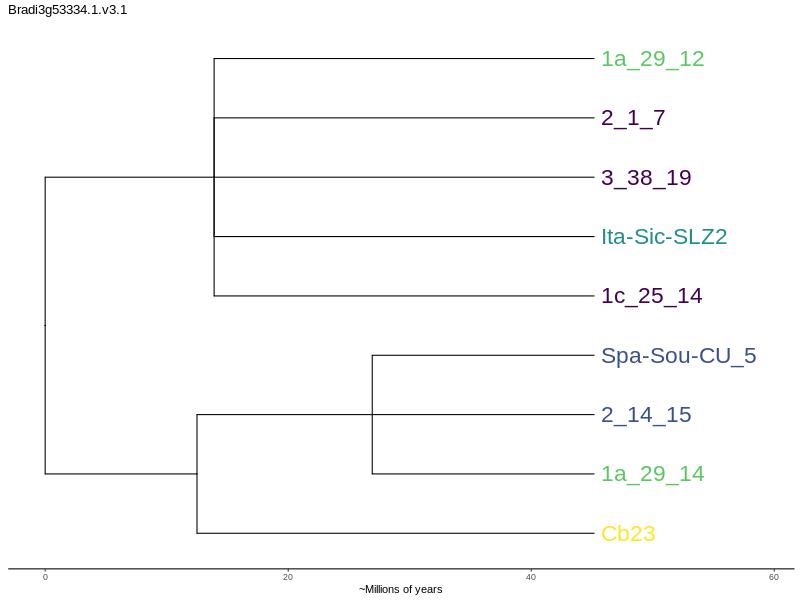 Bradi3g53334.1.v3.1
1a_29_12
2_1_7
3_38_19
Ita-Sic-SLZ2
1c_25_14
Spa-Sou-CU_5
2_14_15
1a_29_14
Cb23
0 20 40 60
~Millions of years